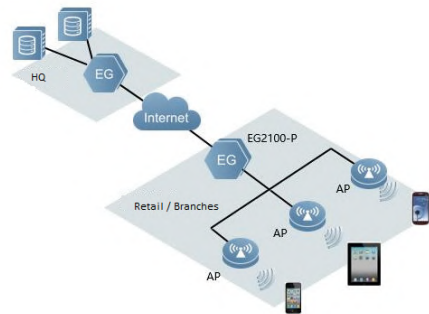 EG
HQ
Internet
EG2100-P
EG
AP
Retail / Branches
AP
AP